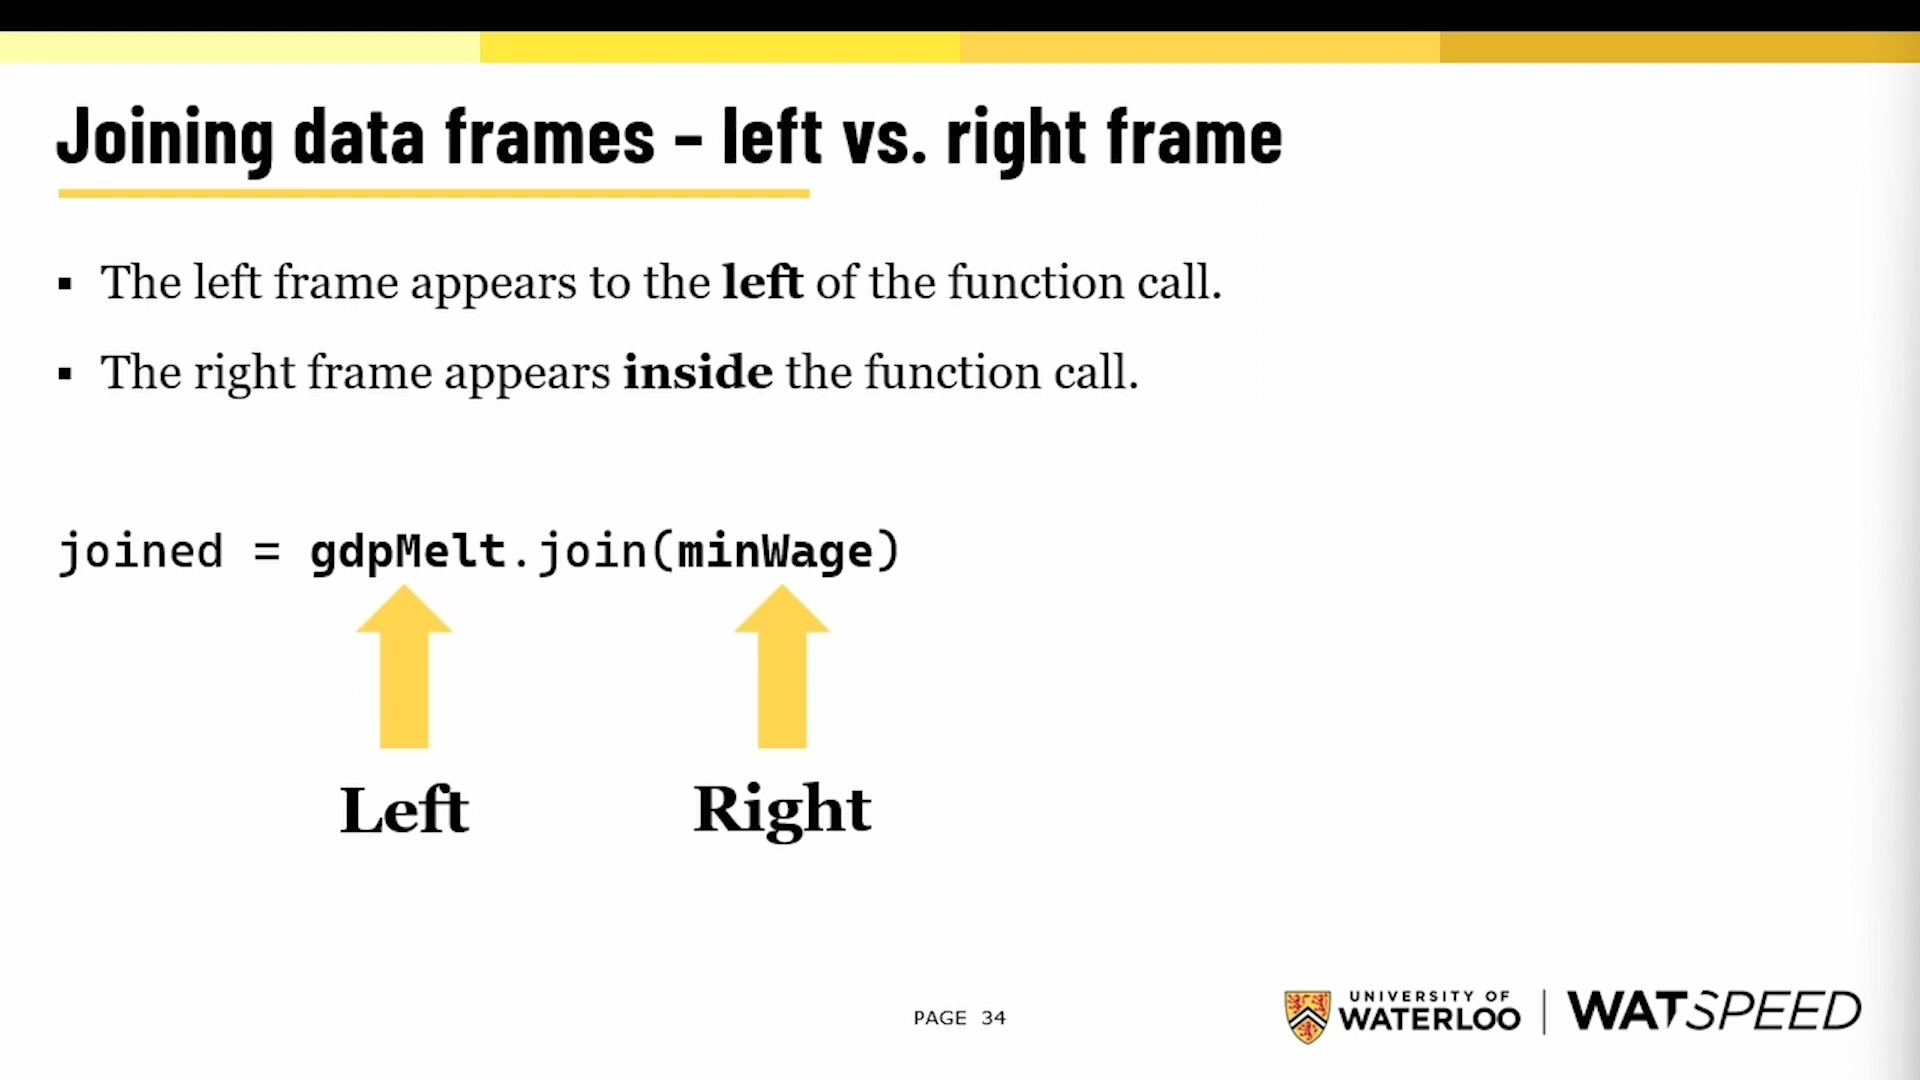 Joining data frames – left vs. right frame
▪ The left frame appears to the left of the function call.
▪ The right frame appears inside the function call.
joined = gdpMelt.join(minWage)
Left Right
PAGE 34
UNIVERSITY OF
WATERLOO | WATSPEED